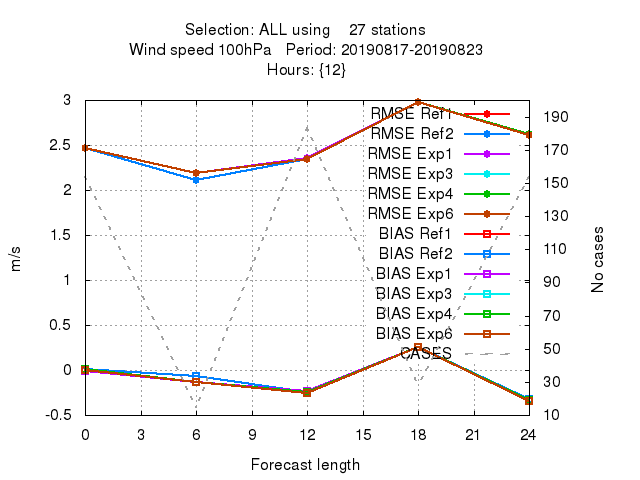 Selection: ALL using 27 stations
Wind speed 100hPa Period: 20190817-20190823
Hours: {12}
3
2.5
2
1.5
1
0.5
0
-0.5
m/s
190
170
150
130
110
90
70
50
30
10
No cases
RMSE Ref1
RMSE Ref2
RMSE Exp1
RMSE Exp3
RMSE Exp4
RMSE Exp6
BIAS Ref1
BIAS Ref2
BIAS Exp1
BIAS Exp3
BIAS Exp4
BIAS Exp6
CASES
0 3 6 9 12 15 18 21 24
Forecast length